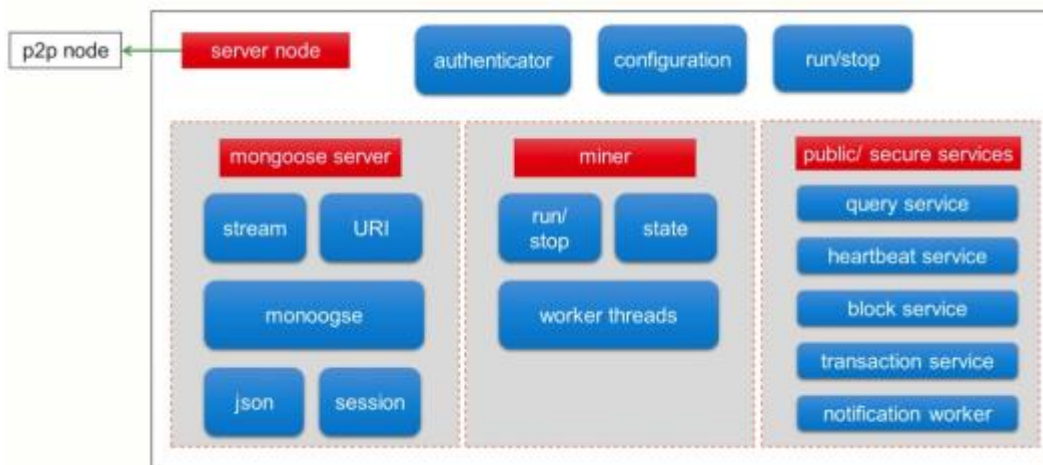 p2p node
server node
authenticator
configuration
run/stop
mongoose server
stream
URI
monoogse
json
session
miner
run/
stop
state
worker threads
public/ secure services
query service
heartbeat service
block service
transaction service
notification worker